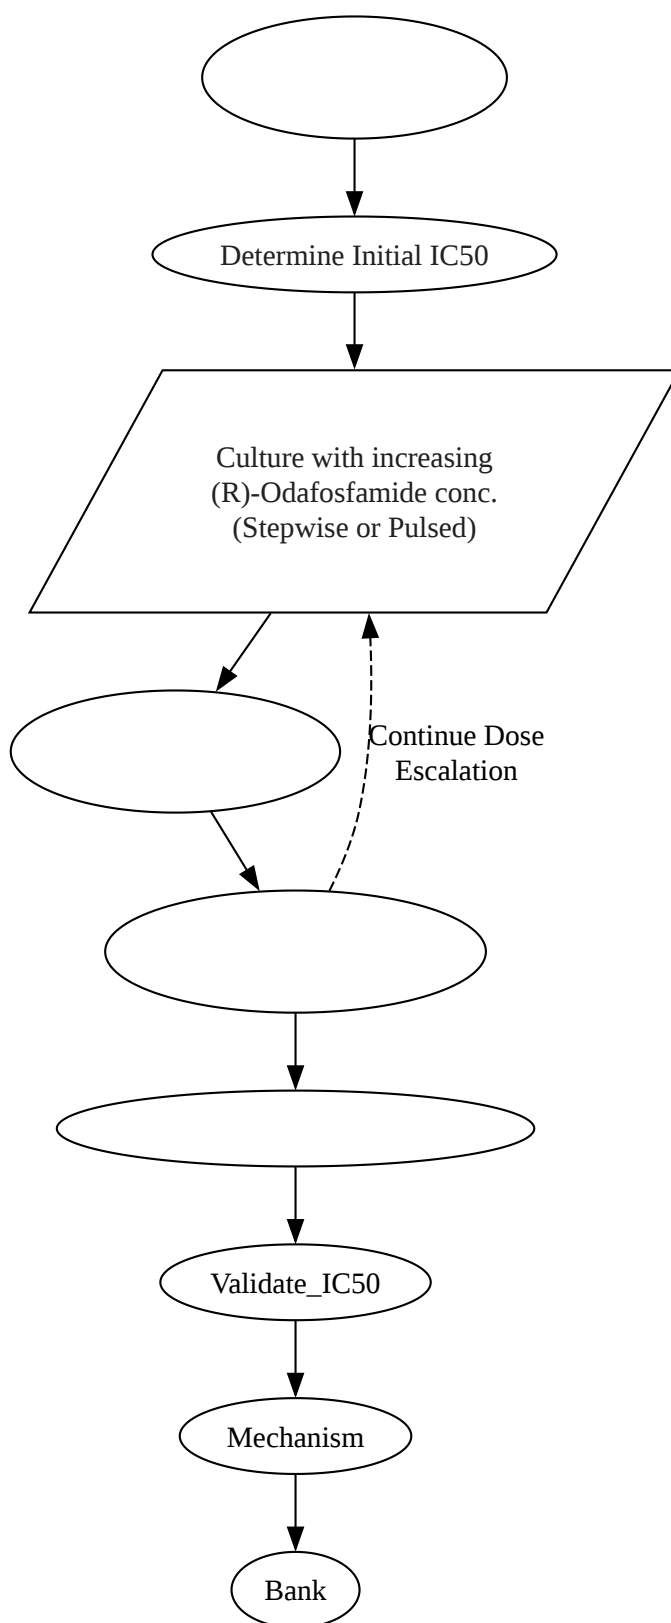 Determine Initial IC50
Culture with increasing
(R)-Odafosfamide conc.
(Stepwise or Pulsed)
Continue Dose
Escalation
Validate_IC50
Mechanism
Bank